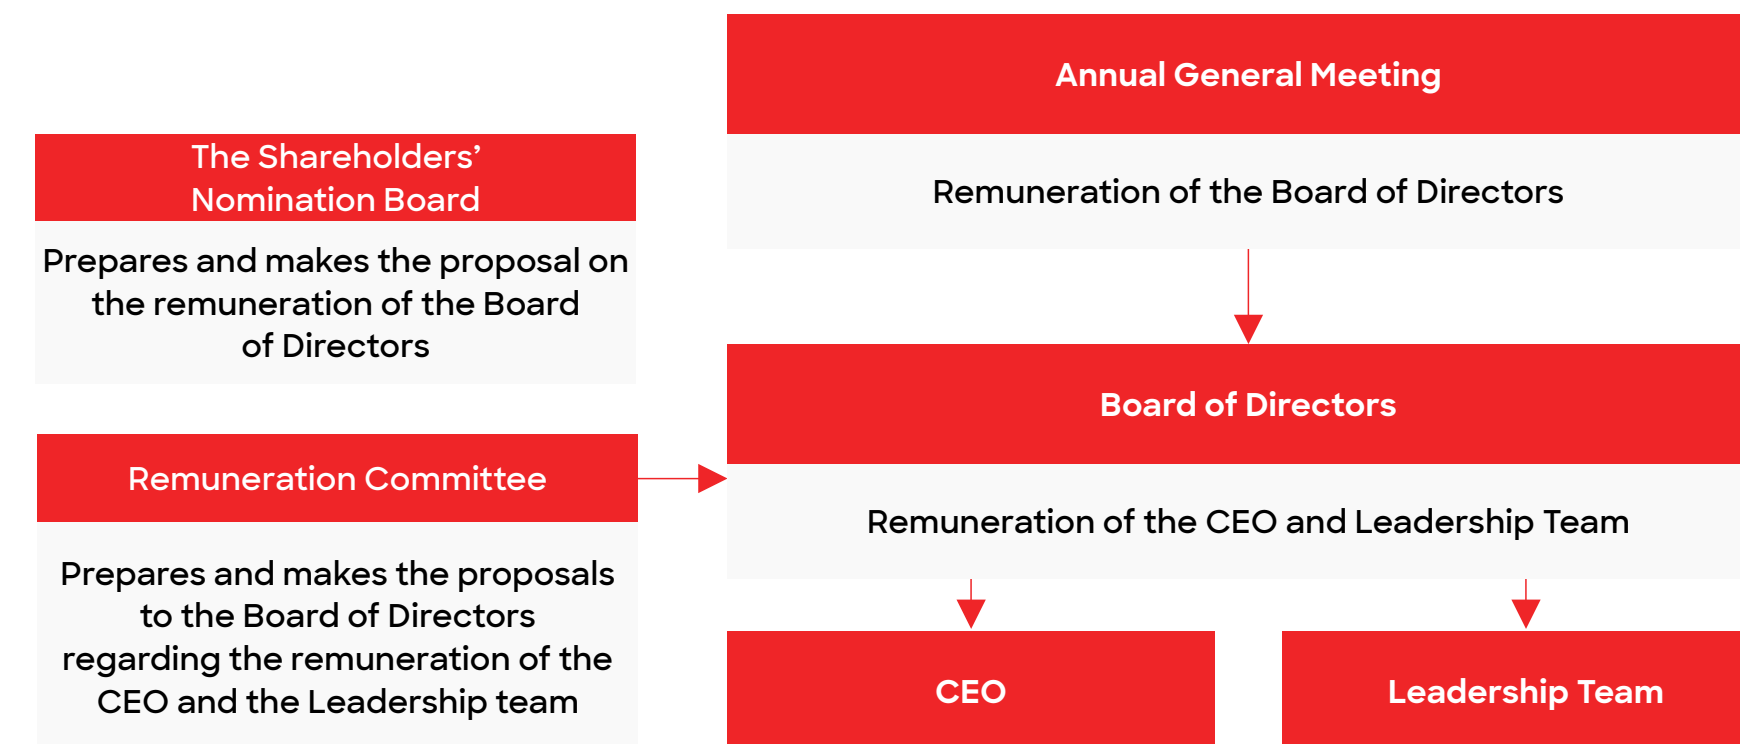 Annual General Meeting
Remuneration of the Board of Directors
The Shareholders’
Nomination Board
Prepares and makes the proposal on
the remuneration of the Board
of Directors
Board of Directors
Remuneration of the CEO and Leadership Team
Remuneration Committee
Prepares and makes the proposals
to the Board of Directors
regarding the remuneration of the
CEO and the Leadership team
CEO
Leadership Team